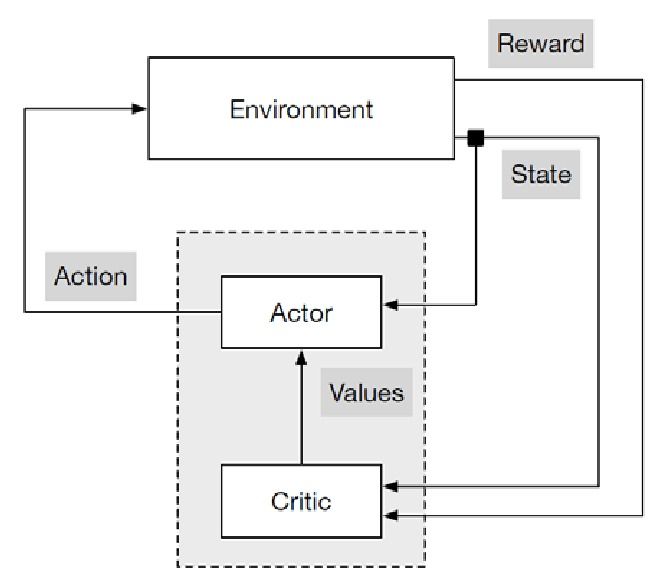 Reward
Environment
State
Action
Actor
Values
Critic